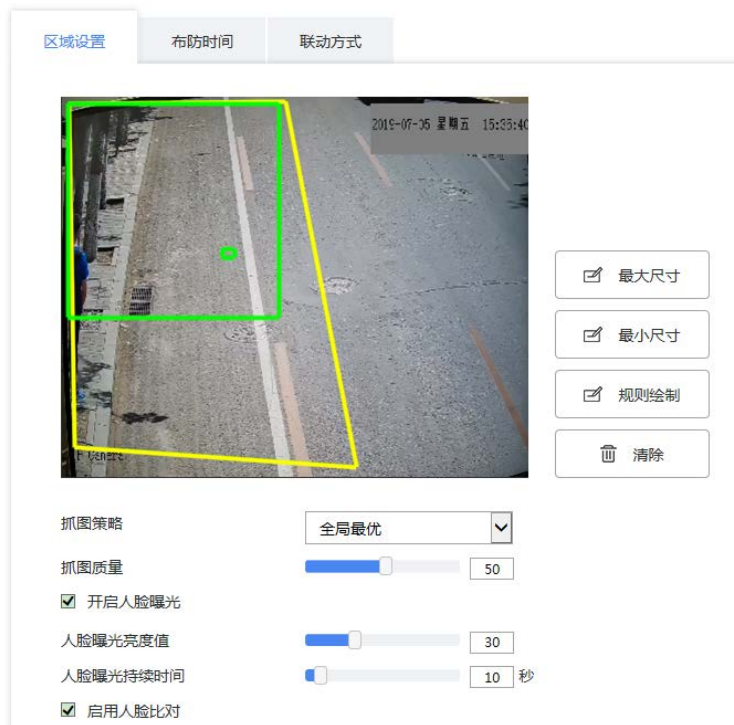 区域设置 布防时间 联动方式
2019-07-05 星期五 15:35:40
最大尺寸
最小尺寸
规则绘制
清除
抓图策略 全局最优
抓图质量 50
开启人脸曝光
人脸曝光亮度值 30
人脸曝光持续时间 10 秒
启用人脸比对